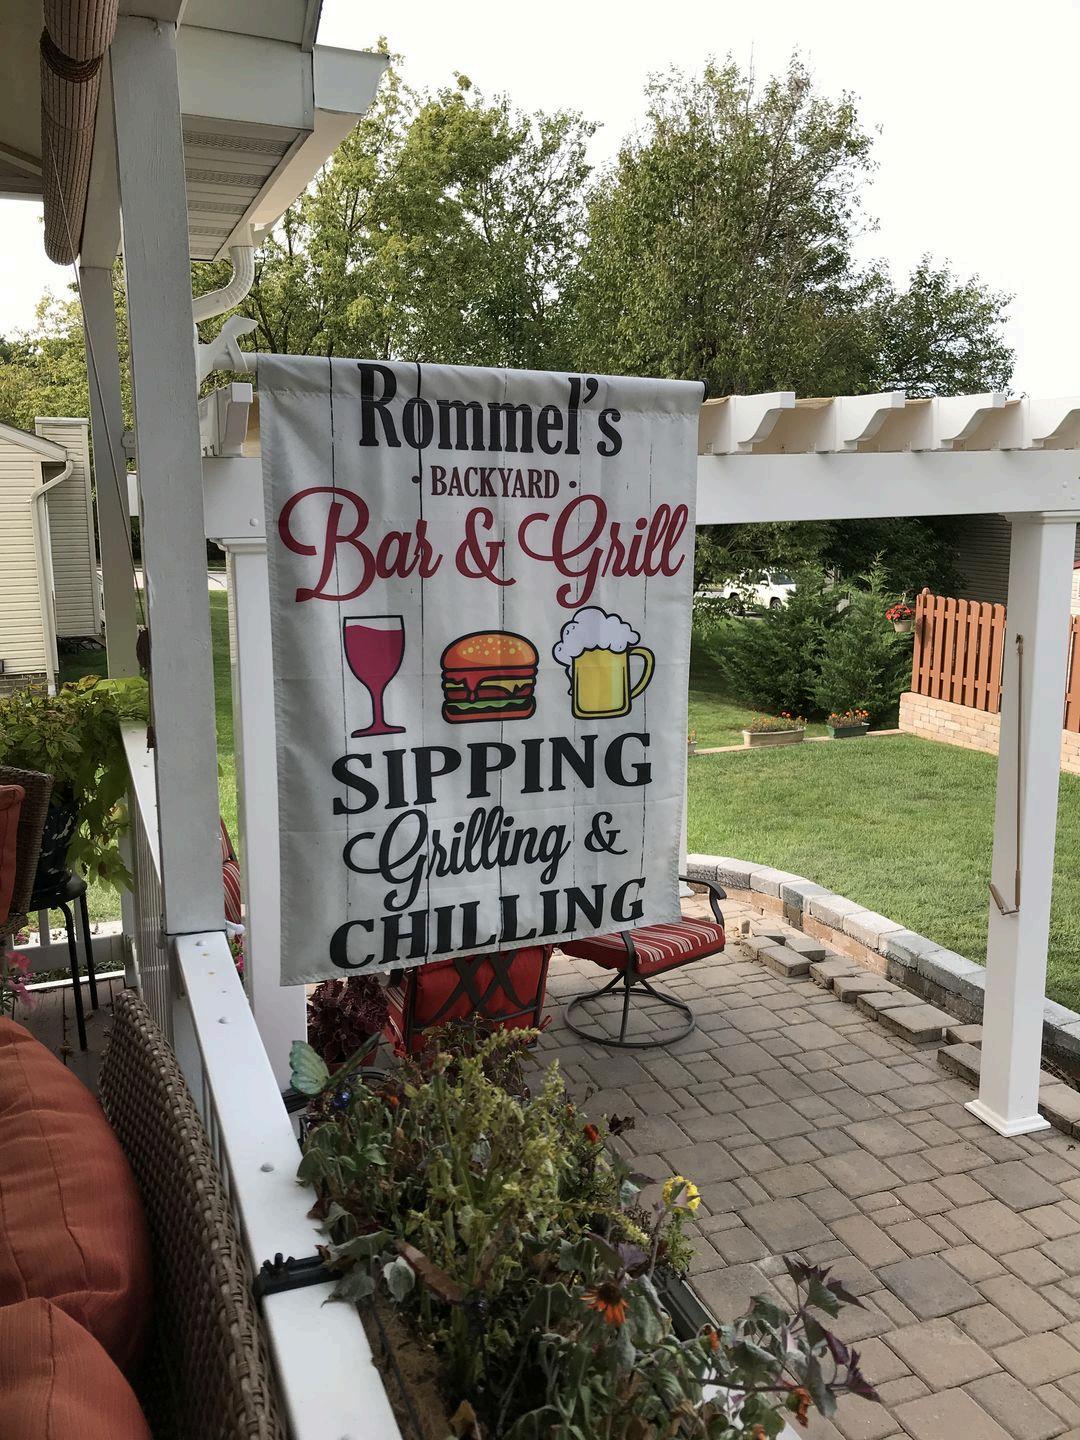 Rommel's
• BACKYARD •
Bar & Grill
SIPPING
Grilling &
CHILLING